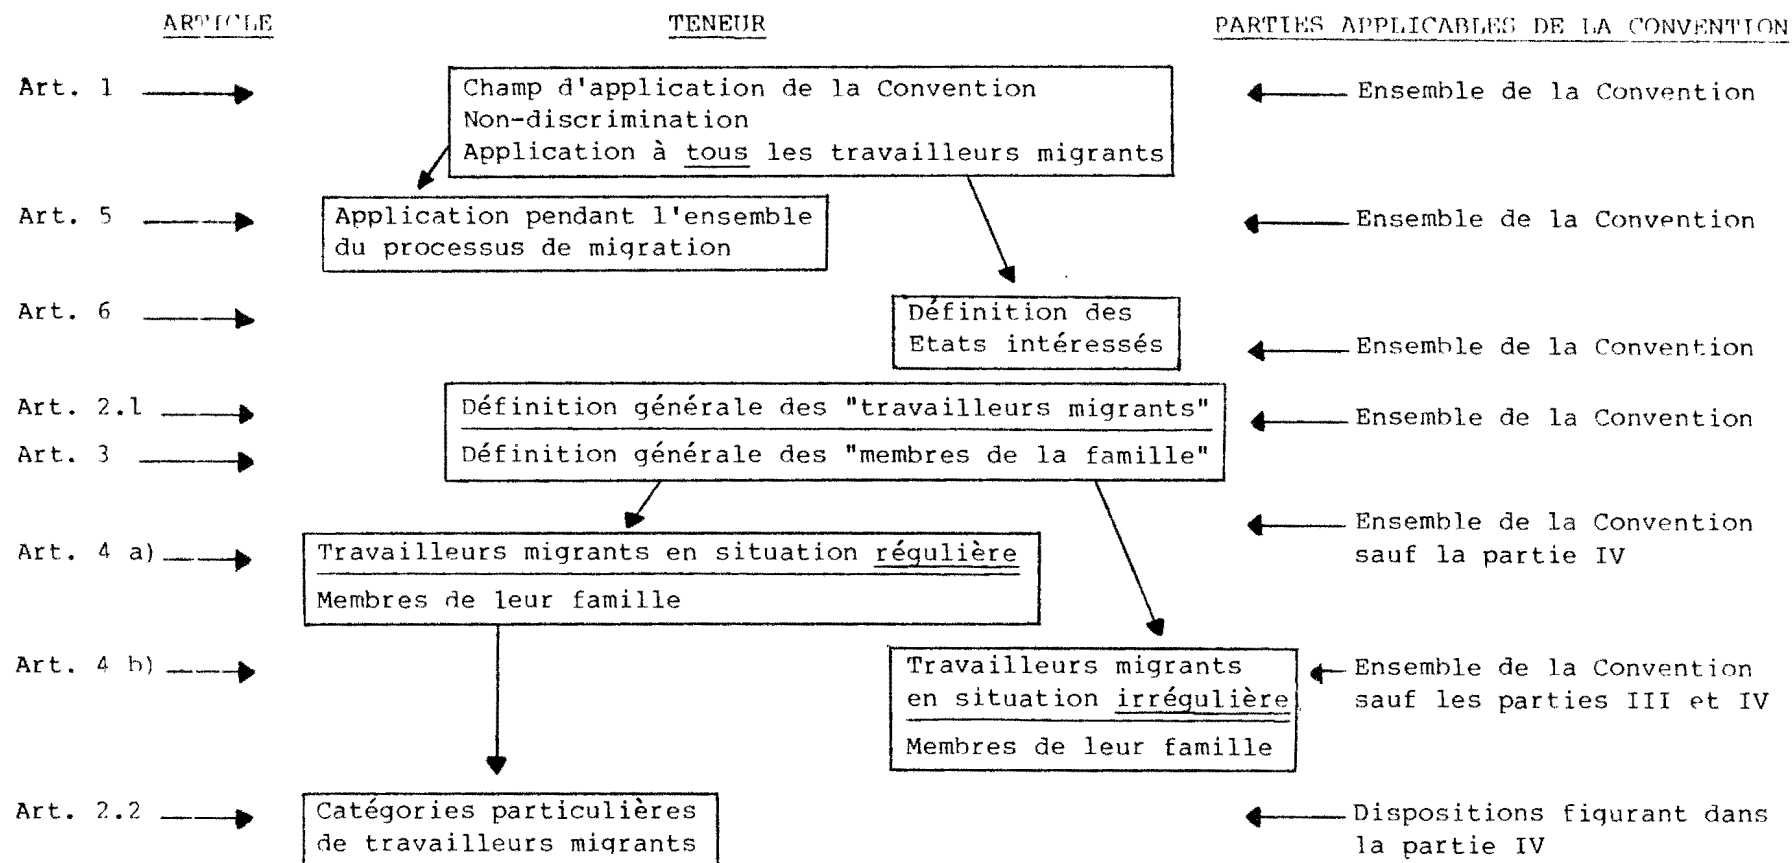 ARTICLE TENEUR PARTIES APPLICABLES DE LA CONVENTION
Art. 1
Champ d'application de la Convention
Non-discrimination
Application à tous les travailleurs migrants
Ensemble de la Convention
Art. 5
Application pendant l'ensemble
du processus de migration
Ensemble de la Convention
Art. 6
Définition des
Etats intéressés
Ensemble de la Convention
Art. 2.1
Définition générale des "travailleurs migrants"
Ensemble de la Convention
Art. 3
Définition générale des "membres de la famille"
Art. 4 a)
Travailleurs migrants en situation régulière
Membres de leur famille
Ensemble de la Convention
sauf la partie IV
Art. 4 b)
Travailleurs migrants
en situation irrégulière
Membres de leur famille
Ensemble de la Convention
sauf les parties III et IV
Art. 2.2
Catégories particulières
de travailleurs migrants
Dispositions figurant dans
la partie IV